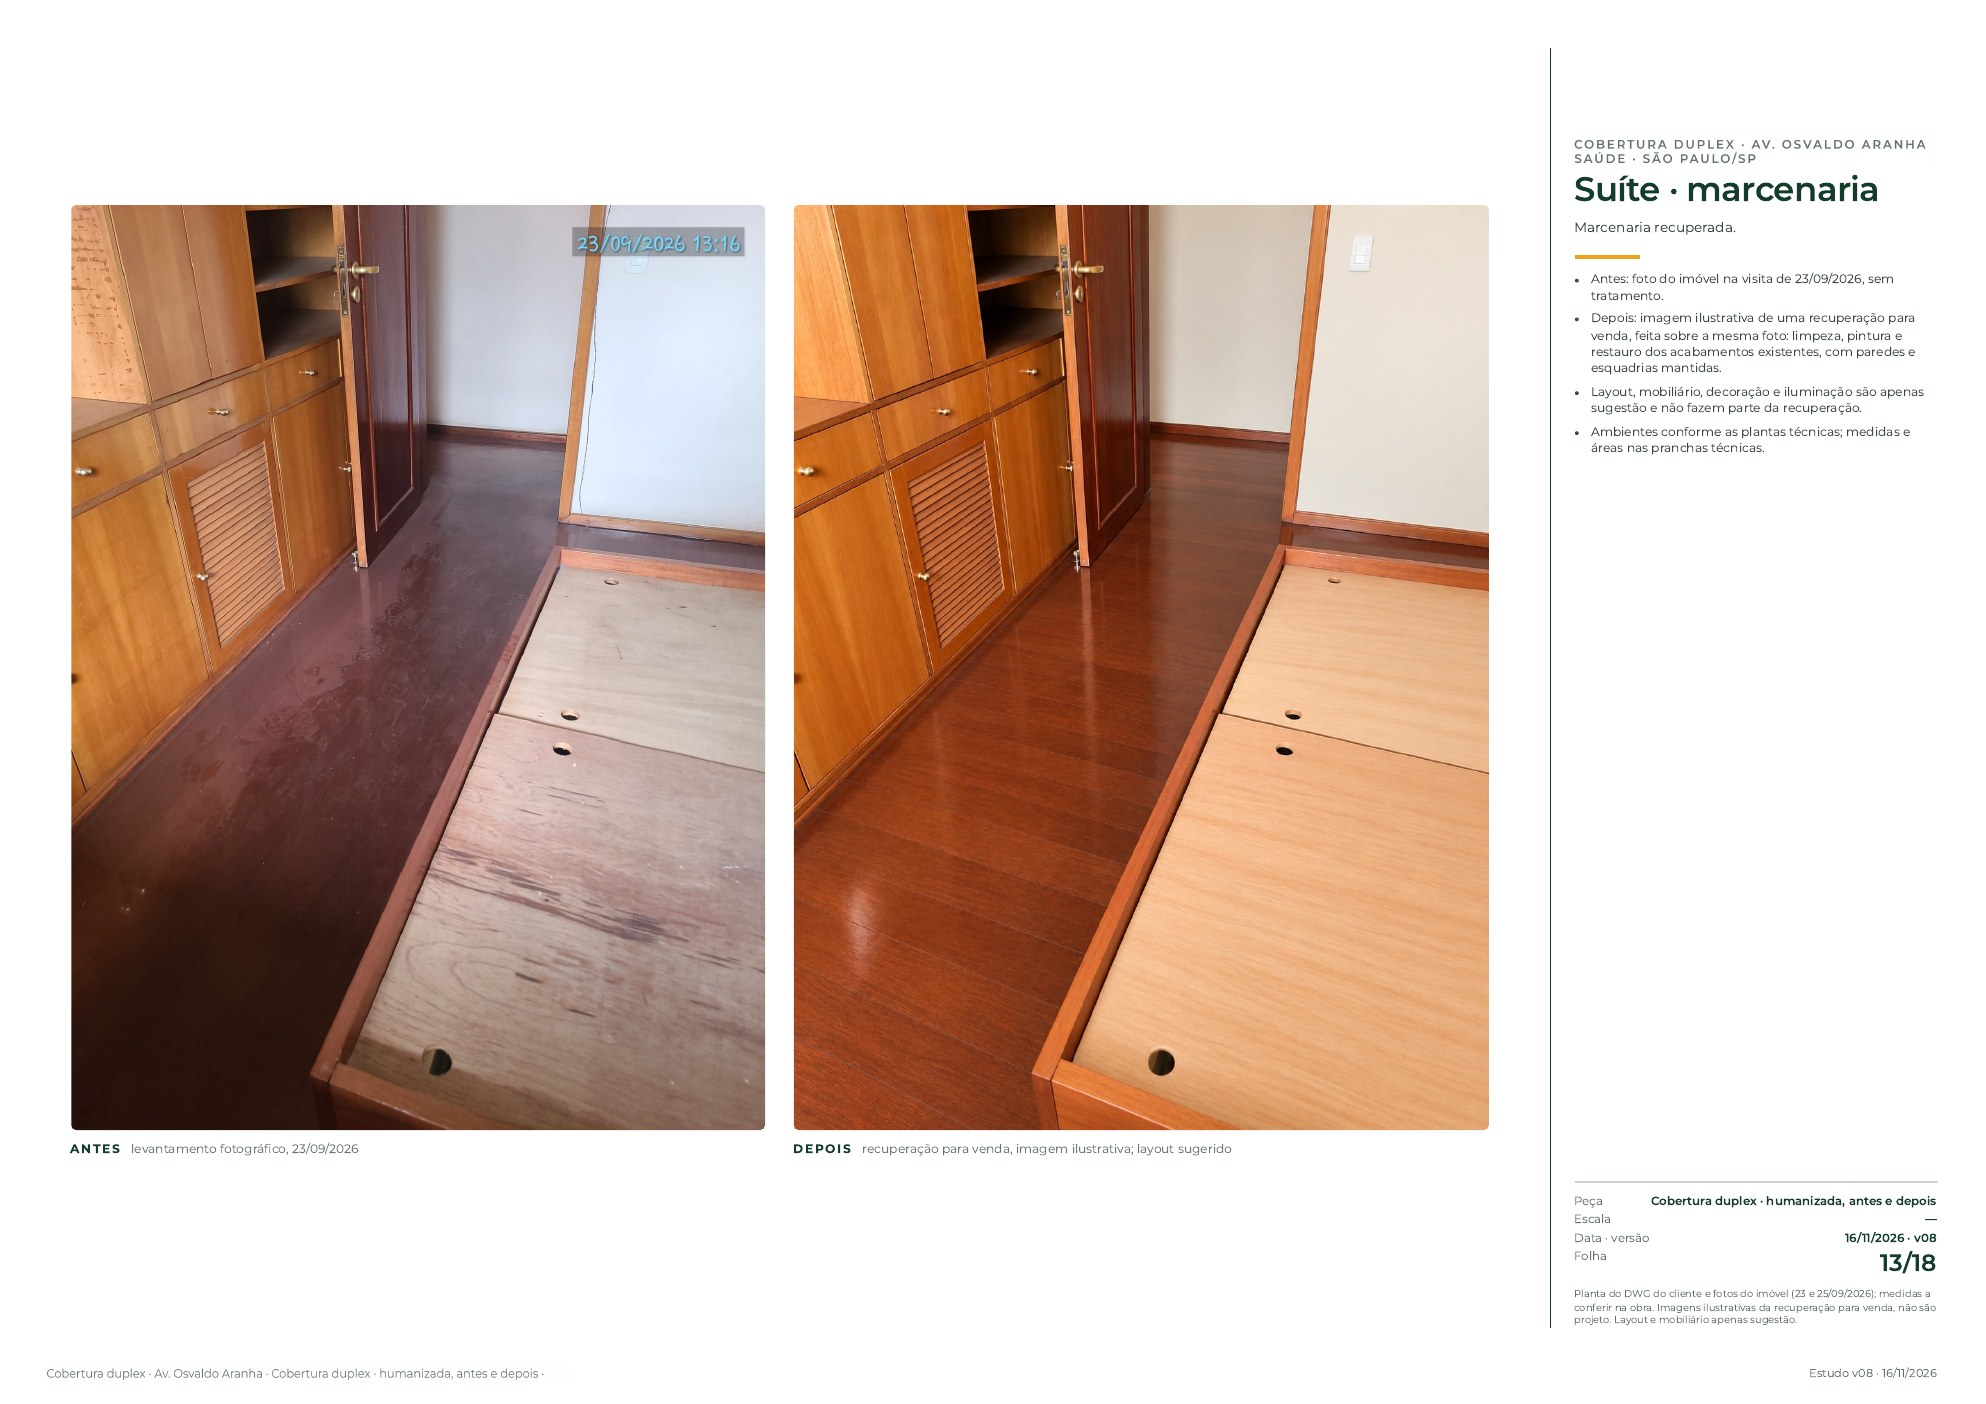 COBERTURA DUPLEX · AV. OSVALDO ARANHA
SAÚDE · SÃO PAULO/SP
Suíte · marcenaria
Marcenaria recuperada.
• Antes: foto do imóvel na visita de 23/09/2026, sem
tratamento.
• Depois: imagem ilustrativa de uma recuperação para
venda, feita sobre a mesma foto: limpeza, pintura e
restauro dos acabamentos existentes, com paredes e
esquadrias mantidas.
• Layout, mobiliário, decoração e iluminação são apenas
sugestão e não fazem parte da recuperação.
• Ambientes conforme as plantas técnicas; medidas e
áreas nas pranchas técnicas.
23/09/2026 13:16
ANTES levantamento fotográfico, 23/09/2026
DEPOIS recuperação para venda, imagem ilustrativa; layout sugerido
Peça Cobertura duplex · humanizada, antes e depois
Escala —
Data · versão 16/11/2026 · v08
Folha 13/18
Planta do DWG do cliente e fotos do imóvel (23 e 25/09/2026); medidas a
conferir na obra. Imagens ilustrativas da recuperação para venda, não são
projeto. Layout e mobiliário apenas sugestão.
Cobertura duplex · Av. Osvaldo Aranha · Cobertura duplex · humanizada, antes e depois ·
Estudo v08 · 16/11/2026